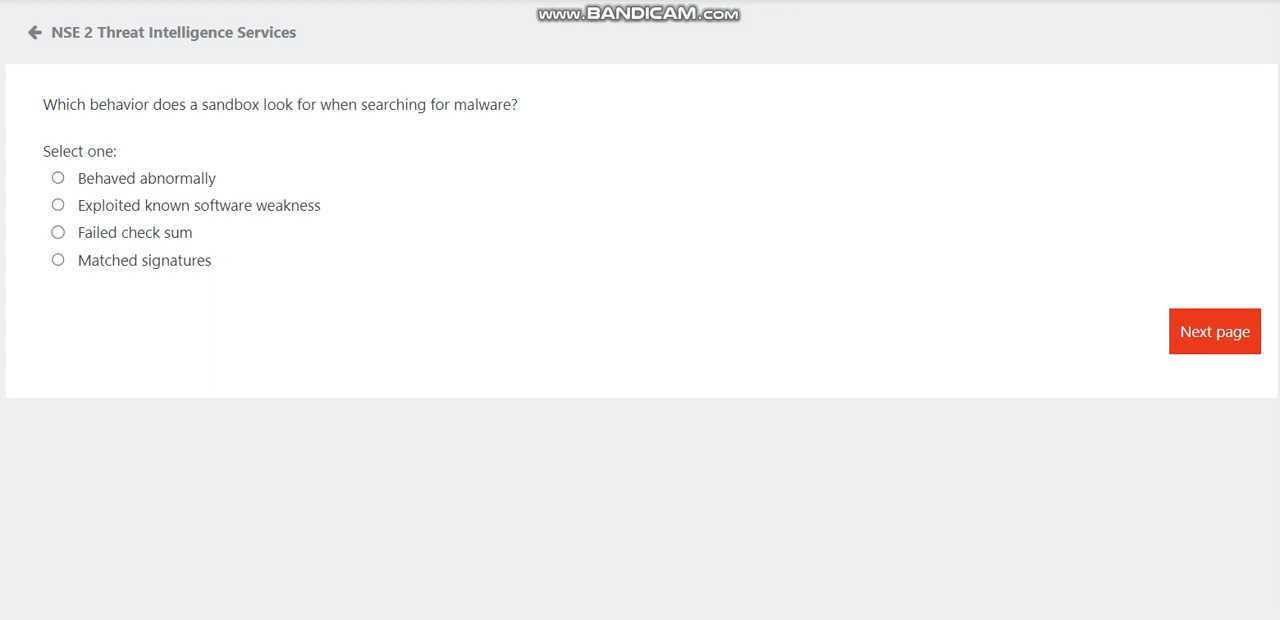 www.BANDICAM.com
NSE 2 Threat Intelligence Services
Which behavior does a sandbox look for when searching for malware?
Select one:
Behaved abnormally
Exploited known software weakness
Failed check sum
Matched signatures
Next page